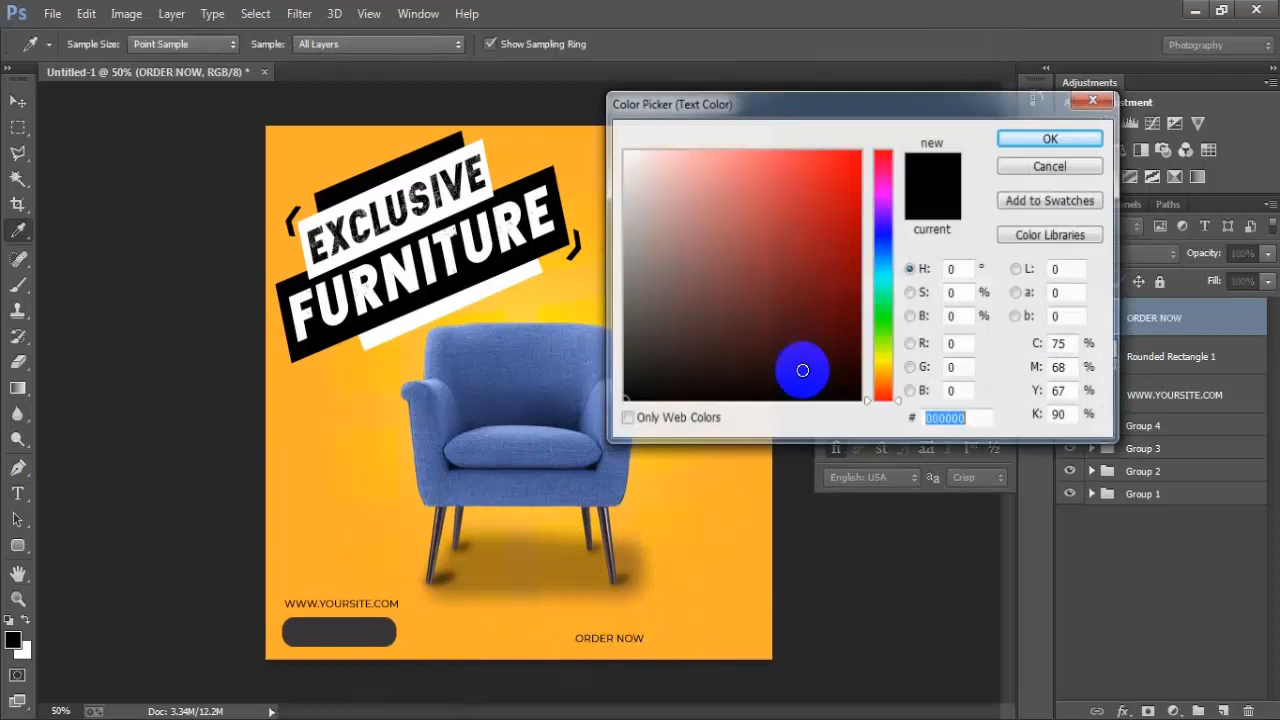 Ps File Edit Image Layer Type Select Filter 3D View Window Help
Sample Size: Point Sample Sample: All Layers Show Sampling Ring Photography
Untitled-1 @ 50% (ORDER NOW, RGB/8) * ×
Adjustments
EXCLUSIVE
FURNITURE
WWW.YOURSITE.COM
ORDER NOW
Color Picker (Text Color)
new
current
OK
Cancel
Add to Swatches
Color Libraries
H: 0 ° L: 0
S: 0 % a: 0
B: 0 % b: 0
R: 0 C: 75 %
G: 0 M: 68 %
B: 0 Y: 67 %
# 000000 K: 90 %
Only Web Colors
Paths
Opacity: 100%
Fill: 100%
ORDER NOW
Rounded Rectangle 1
WWW.YOURSITE.COM
Group 4
Group 3
Group 2
Group 1
English: USA aa Crisp
50% Doc: 3.34M/12.2M